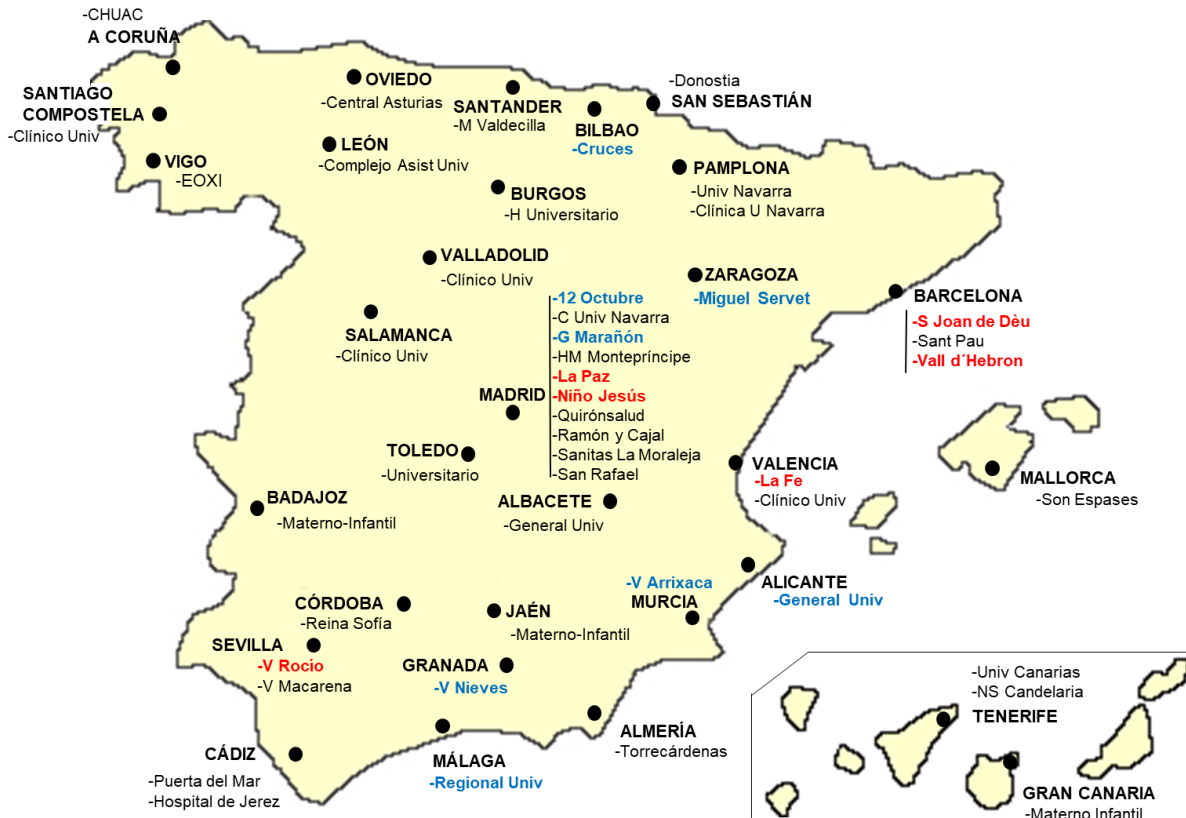 -CHUAC
A CORUÑA
SANTIAGO
COMPOSTELA
-Clínico Univ
VIGO
-EOXI
OVIEDO
-Central Asturias
LEÓN
-Complejo Asist Univ
SANTANDER
-M Valdecilla
BILBAO
-Cruces
-Donostia
SAN SEBASTIÁN
PAMPLONA
-Univ Navarra
-Clínica U Navarra
BURGOS
-H Universitario
VALLADOLID
-Clínico Univ
ZARAGOZA
-Miguel Servet
BARCELONA
-S Joan de Dèu
-Sant Pau
-Vall d´Hebron
SALAMANCA
-Clínico Univ
MADRID
-12 Octubre
-C Univ Navarra
-G Marañón
-HM Montepríncipe
-La Paz
-Niño Jesús
-Quirónsalud
-Ramón y Cajal
-Sanitas La Moraleja
-San Rafael
TOLEDO
-Universitario
VALENCIA
-La Fe
-Clínico Univ
MALLORCA
-Son Espases
BADAJOZ
-Materno-Infantil
ALBACETE
-General Univ
ALICANTE
-General Univ
-V Arrixaca
MURCIA
CÓRDOBA
-Reina Sofía
JAÉN
-Materno-Infantil
SEVILLA
-V Rocío
-V Macarena
GRANADA
-V Nieves
ALMERÍA
-Torrecárdenas
CÁDIZ
-Puerta del Mar
-Hospital de Jerez
MÁLAGA
-Regional Univ
-Univ Canarias
-NS Candelaria
TENERIFE
GRAN CANARIA
-Materno Infantil